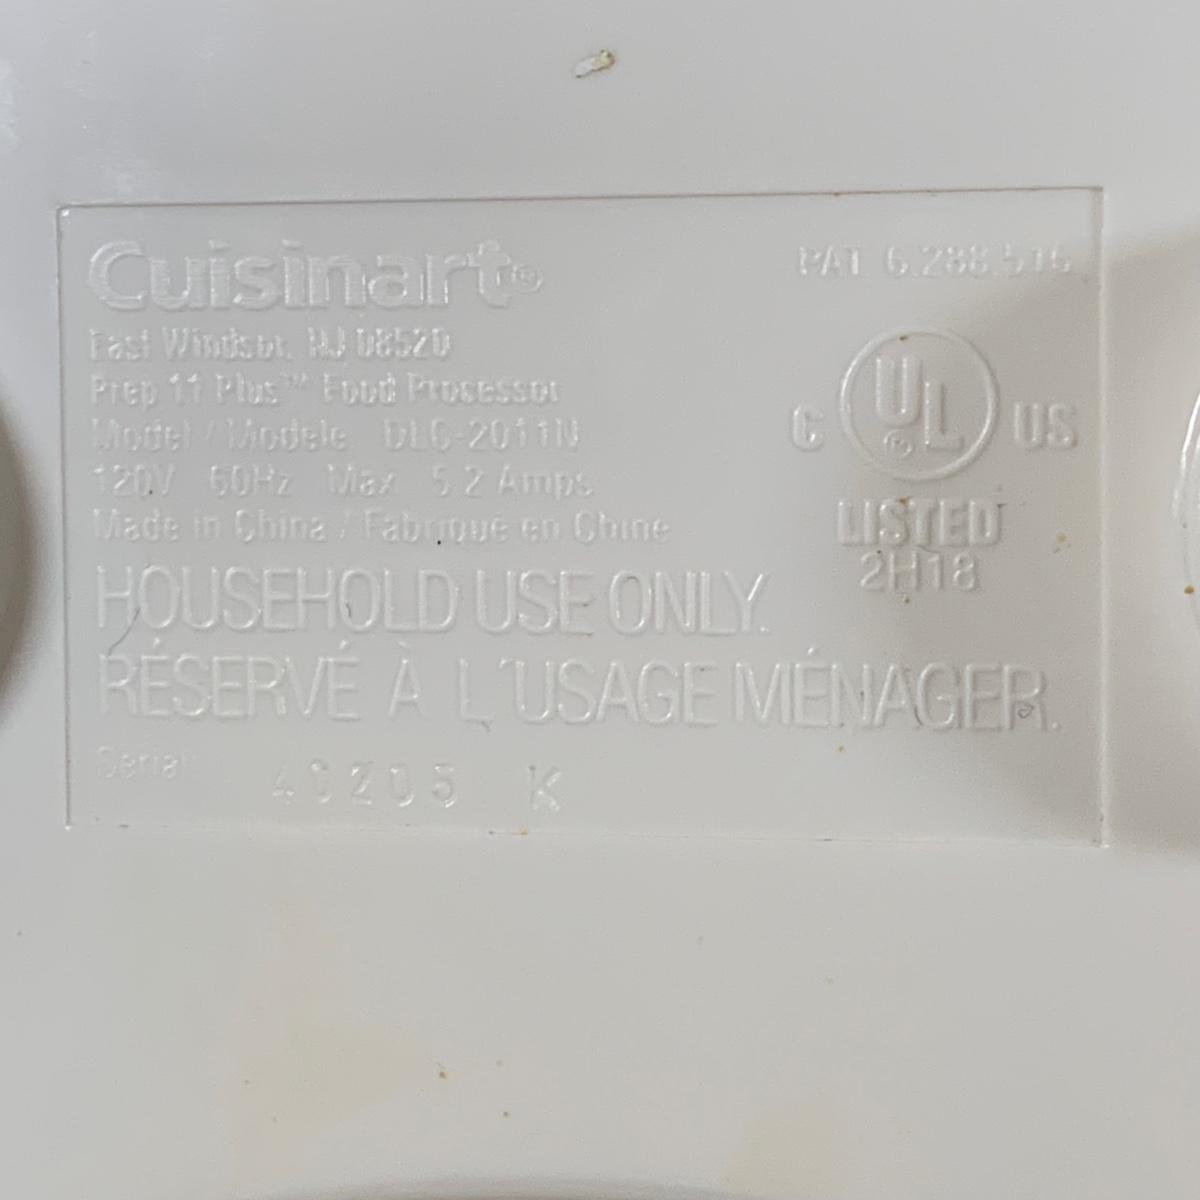 Cuisinart®
PAT 6,288,516
East Windsor, NJ 08520
Prep 11 Plus™ Food Processor
Model / Modèle DLC-2011N
120V 60Hz Max 5.2 Amps
Made in China / Fabriqué en Chine
C UL® US
LISTED
2H18
HOUSEHOLD USE ONLY.
RÉSERVÉ À L'USAGE MÉNAGER.
Serial 40205 K